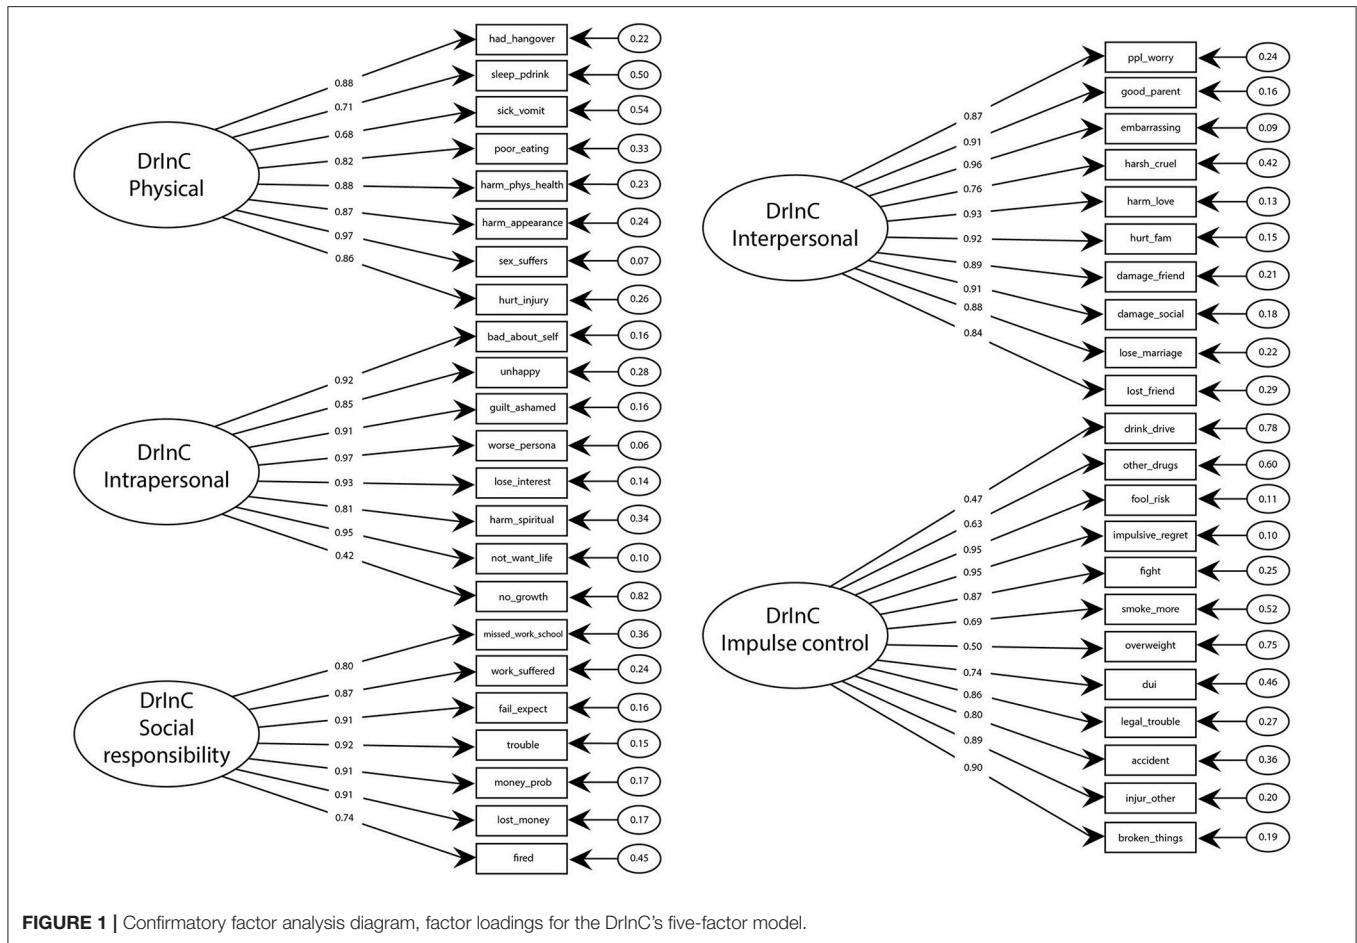 DrInC
Physical
0.88
0.71
0.68
0.82
0.88
0.87
0.97
0.86
had_hangover 0.22
sleep_pdrink 0.50
sick_vomit 0.54
poor_eating 0.33
harm_phys_health 0.23
harm_appearance 0.24
sex_suffers 0.07
hurt_injury 0.26
DrInC
Intrapersonal
0.92
0.85
0.91
0.97
0.93
0.81
0.95
0.42
bad_about_self 0.16
unhappy 0.28
guilt_ashamed 0.16
worse_persona 0.06
lose_interest 0.14
harm_spiritual 0.34
not_want_life 0.10
no_growth 0.82
DrInC
Social
responsibility
0.80
0.87
0.91
0.92
0.91
0.91
0.74
missed_work_school 0.36
work_suffered 0.24
fail_expect 0.16
trouble 0.15
money_prob 0.17
lost_money 0.17
fired 0.45
DrInC
Interpersonal
0.87
0.91
0.96
0.76
0.93
0.92
0.89
0.91
0.88
0.84
ppl_worry 0.24
good_parent 0.16
embarrassing 0.09
harsh_cruel 0.42
harm_love 0.13
hurt_fam 0.15
damage_friend 0.21
damage_social 0.18
lose_marriage 0.22
lost_friend 0.29
DrInC
Impulse control
0.47
0.63
0.95
0.95
0.87
0.69
0.50
0.74
0.86
0.80
0.89
0.90
drink_drive 0.78
other_drugs 0.60
fool_risk 0.11
impulsive_regret 0.10
fight 0.25
smoke_more 0.52
overweight 0.75
dui 0.46
legal_trouble 0.27
accident 0.36
injur_other 0.20
broken_things 0.19
FIGURE 1 | Confirmatory factor analysis diagram, factor loadings for the DrInC's five-factor model.